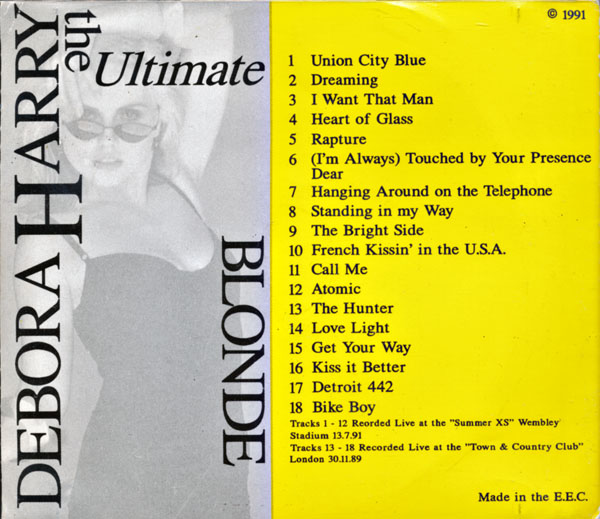 DEBORA HARRY
the
Ultimate
BLONDE
© 1991
1 Union City Blue
2 Dreaming
3 I Want That Man
4 Heart of Glass
5 Rapture
6 (I'm Always) Touched by Your Presence
Dear
7 Hanging Around on the Telephone
8 Standing in my Way
9 The Bright Side
10 French Kissin' in the U.S.A.
11 Call Me
12 Atomic
13 The Hunter
14 Love Light
15 Get Your Way
16 Kiss it Better
17 Detroit 442
18 Bike Boy
Tracks 1 - 12 Reorded Live at the "Summer XS" Wembley
Stadium 13.7.91
Tracks 13 - 18 Recorded Live at the "Town & Country Club"
London 30.11.89
Made in the E.E.C.